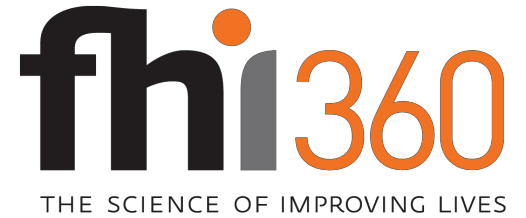 fhi360
THE SCIENCE OF IMPROVING LIVES